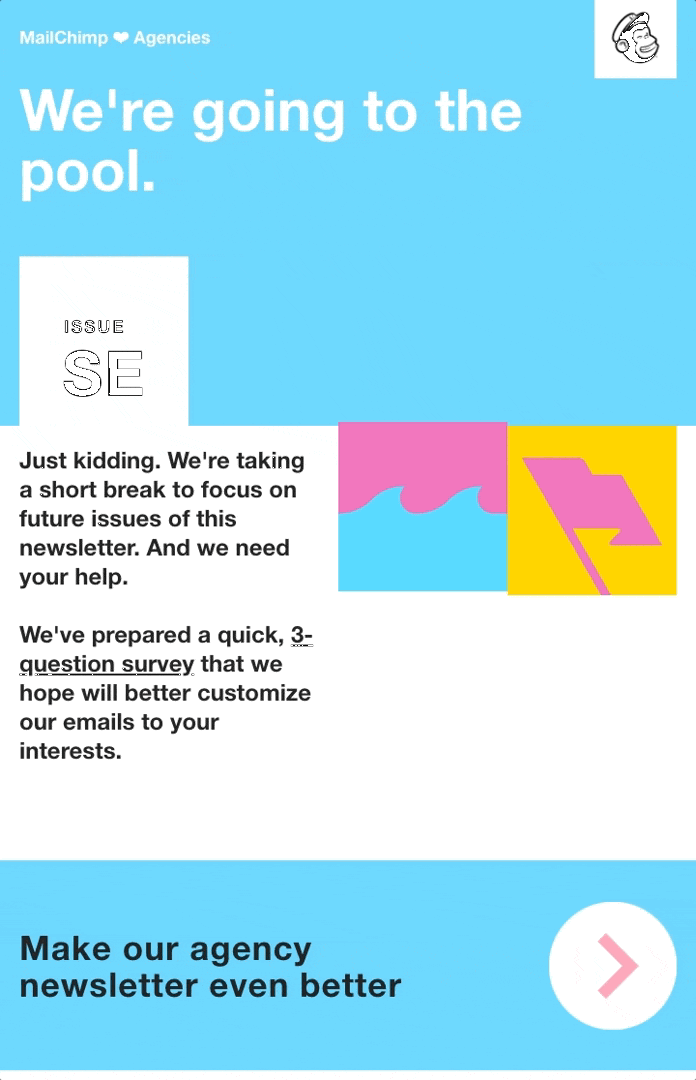 MailChimp ❤ Agencies
We're going to the
pool.
ISSUE
SE
Just kidding. We're taking
a short break to focus on
future issues of this
newsletter. And we need
your help.
We've prepared a quick, 3-
question survey that we
hope will better customize
our emails to your
interests.
Make our agency
newsletter even better